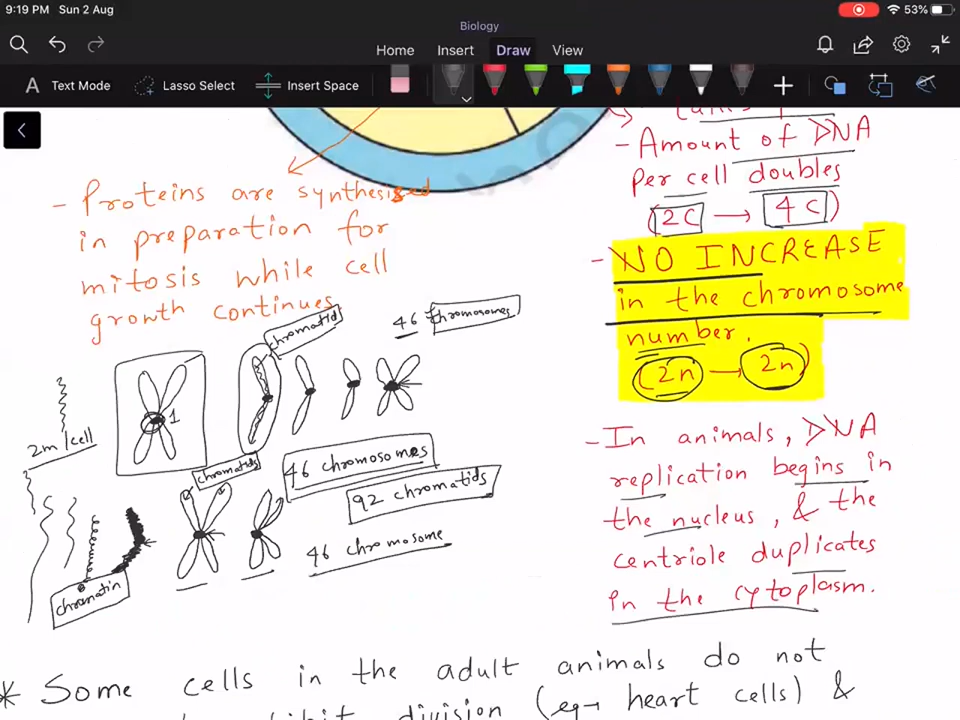 9:19 PM Sun 2 Aug
53%
Biology
Home Insert Draw View
A Text Mode Lasso Select Insert Space
- Proteins are synthesized
in preparation for
mitosis while cell
growth continues
- Amount of DNA
per cell doubles
(2C → 4C)
- NO INCREASE
in the chromosome
number.
(2n → 2n)
- In animals, DNA
replication begins in
the nucleus, & the
centriole duplicates
in the cytoplasm.
chromatid
46 chromosomes
1
2m/cell
chromatids
46 chromosomes
92 chromatids
46 chromosome
chromatin
* Some cells in the adult animals do not
division (eg→ heart cells) &